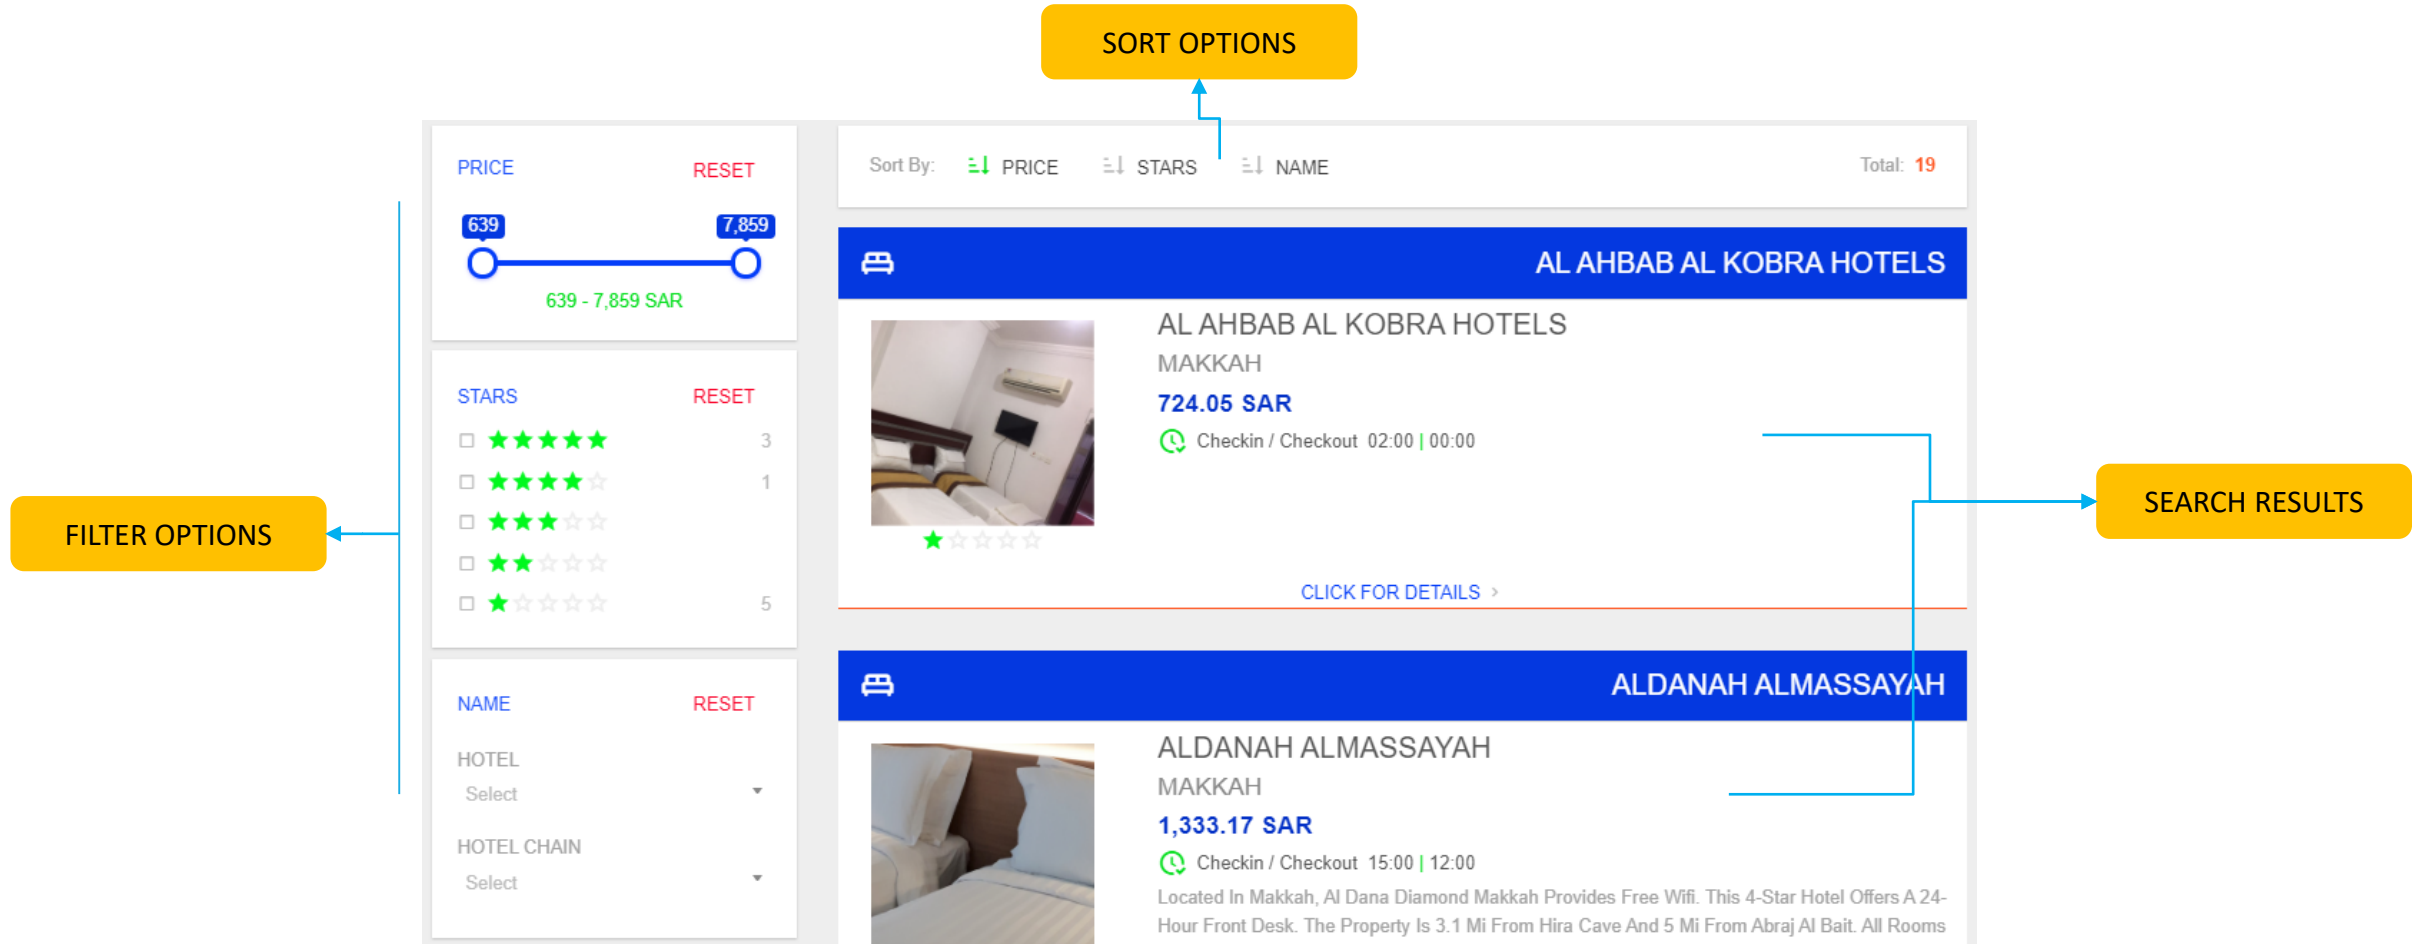 SORT OPTIONS
PRICE RESET
639 7,859
639 - 7,859 SAR
STARS RESET
3
1
5
NAME RESET
HOTEL
Select
HOTEL CHAIN
Select
FILTER OPTIONS
Sort By: PRICE STARS NAME Total: 19
AL AHBAB AL KOBRA HOTELS
AL AHBAB AL KOBRA HOTELS
MAKKAH
724.05 SAR
Checkin / Checkout 02:00 | 00:00
CLICK FOR DETAILS >
ALDANAH ALMASSAYAH
ALDANAH ALMASSAYAH
MAKKAH
1,333.17 SAR
Checkin / Checkout 15:00 | 12:00
Located In Makkah, Al Dana Diamond Makkah Provides Free Wifi. This 4-Star Hotel Offers A 24-
Hour Front Desk. The Property Is 3.1 Mi From Hira Cave And 5 Mi From Abraj Al Bait. All Rooms
SEARCH RESULTS